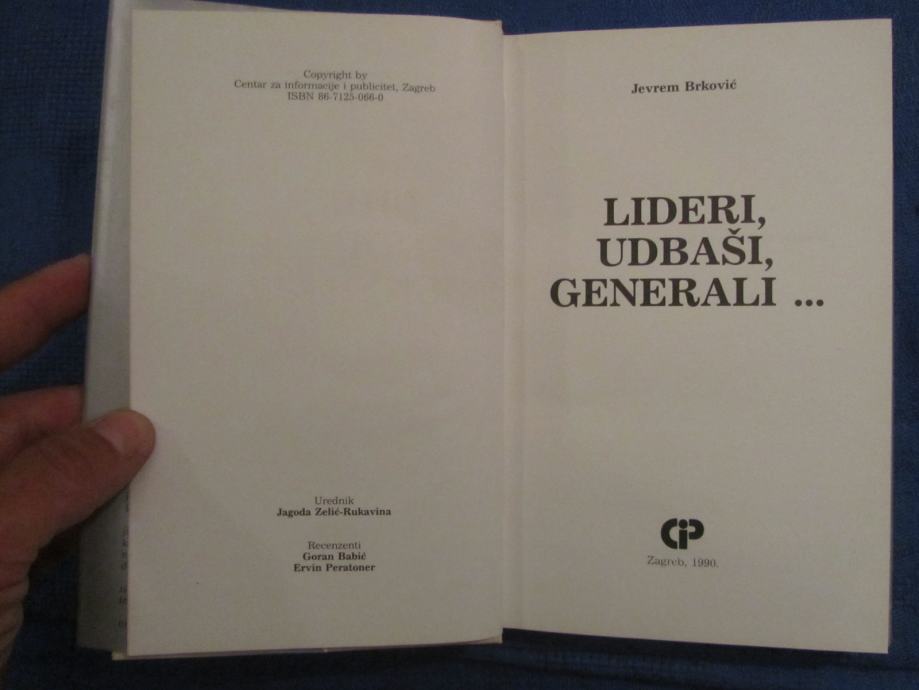 Copyright by
Centar za informacije i publicitet, Zagreb
ISBN 86-7125-066-0
Urednik
Jagoda Zelić-Rukavina
Recenzenti
Goran Babić
Ervin Peratoner
Jevrem Brković
LIDERI,
UDBAŠI,
GENERALI ...
CIP
Zagreb, 1990.